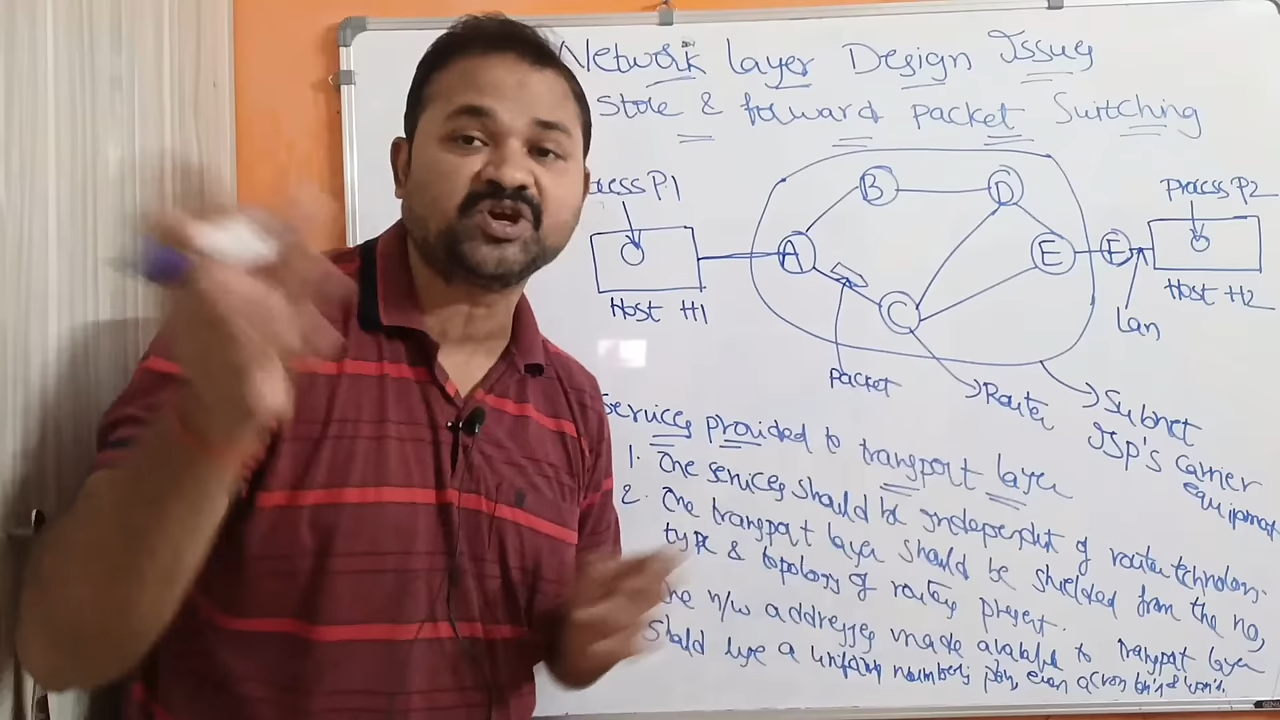 Network layer Design Issues
Store & forward packet Switching
ocess P1
Process P2
B
D
A
E
F
C
Host H1
Host H2
Lan
packet
Router
Subnet
ISP's carrier
equipment
Services provided to transport layer
1. The services should be independent of router technology.
2. The transport layer should be shielded from the no,
type & topology of routers present.
The n/w addresses made available to transport layer
should use a uniform numbering plan, even across Lan's & wan's.